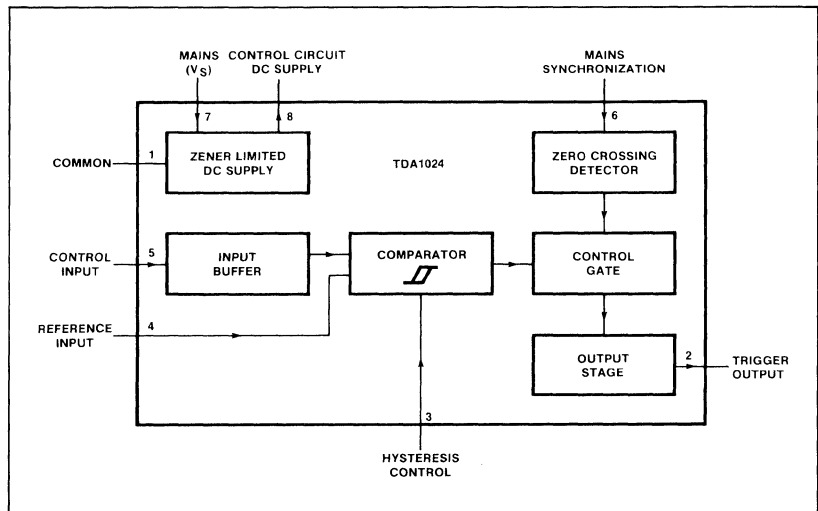 MAINS
(VS)
CONTROL CIRCUIT
DC SUPPLY
MAINS
SYNCHRONIZATION
7
8
6
COMMON
1
ZENER LIMITED
DC SUPPLY
TDA1024
ZERO CROSSING
DETECTOR
CONTROL
INPUT
5
INPUT
BUFFER
COMPARATOR
CONTROL
GATE
REFERENCE
INPUT
4
OUTPUT
STAGE
2
TRIGGER
OUTPUT
3
HYSTERESIS
CONTROL